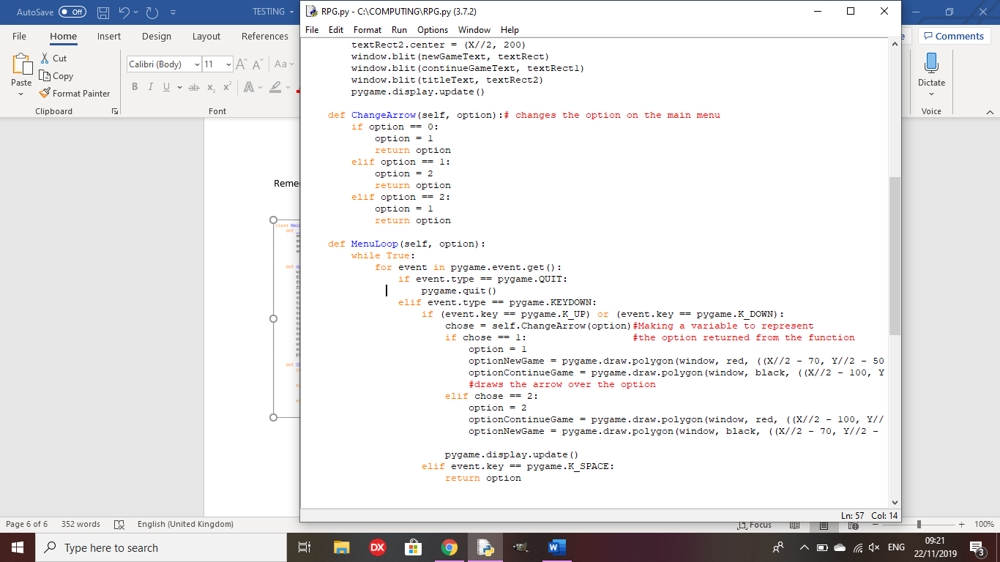 AutoSave Off TESTING
RPG.py - C:\COMPUTING\RPG.py (3.7.2)
File Home Insert Design Layout References
Comments
File Edit Format Run Options Window Help
Paste
Cut
Copy
Format Painter
Clipboard
Calibri (Body) 11
Aa
B I U ab x2 x2 A
Font
Dictate
Voice
        textRect2.center = (X//2, 200)
        window.blit(newGameText, textRect)
        window.blit(continueGameText, textRect1)
        window.blit(titleText, textRect2)
        pygame.display.update()
    def ChangeArrow(self, option):# changes the option on the main menu
        if option == 0:
            option = 1
            return option
        elif option == 1:
            option = 2
            return option
        elif option == 2:
            option = 1
            return option
    def MenuLoop(self, option):
        while True:
            for event in pygame.event.get():
                if event.type == pygame.QUIT:
                    pygame.quit()
                elif event.type == pygame.KEYDOWN:
                    if (event.key == pygame.K_UP) or (event.key == pygame.K_DOWN):
                        chose = self.ChangeArrow(option)#Making a variable to represent
                        if chose == 1:                  #the option returned from the function
                            option = 1
                            optionNewGame = pygame.draw.polygon(window, red, ((X//2 - 70, Y//2 - 50
                            optionContinueGame = pygame.draw.polygon(window, black, ((X//2 - 100, Y
                            #draws the arrow over the option
                        elif chose == 2:
                            option = 2
                            optionContinueGame = pygame.draw.polygon(window, red, ((X//2 - 100, Y//
                            optionNewGame = pygame.draw.polygon(window, black, ((X//2 - 70, Y//2 -
                        pygame.display.update()
                    elif event.key == pygame.K_SPACE:
                        return option
Ln: 57 Col: 14
Page 6 of 6 352 words English (United Kingdom)
Focus
100%
Type here to search
DX
ENG
09:21
22/11/2019
3